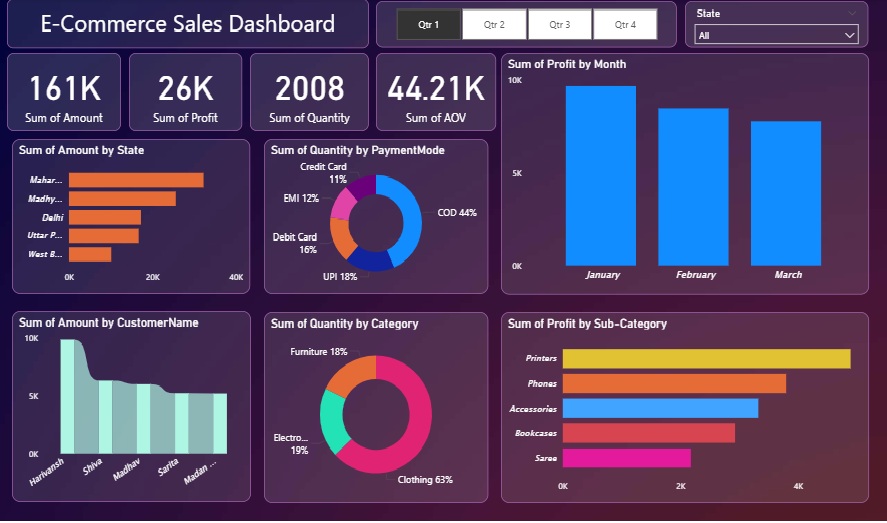 E-Commerce Sales Dashboard
Qtr 1 Qtr 2 Qtr 3 Qtr 4
State
All
161K
Sum of Amount
26K
Sum of Profit
2008
Sum of Quantity
44.21K
Sum of AOV
Sum of Profit by Month
10K
5K
0K
January February March
Sum of Amount by State
Mahar...
Madhy...
Delhi
Uttar P...
West B...
0K 20K 40K
Sum of Quantity by PaymentMode
Credit Card
11%
EMI 12%
COD 44%
Debit Card
16%
UPI 18%
Sum of Amount by CustomerName
10K
5K
0K
Harivansh Shiva Madhav Sarita Madan ...
Sum of Quantity by Category
Furniture 18%
Electro...
19%
Clothing 63%
Sum of Profit by Sub-Category
Printers
Phones
Accessories
Bookcases
Saree
0K 2K 4K